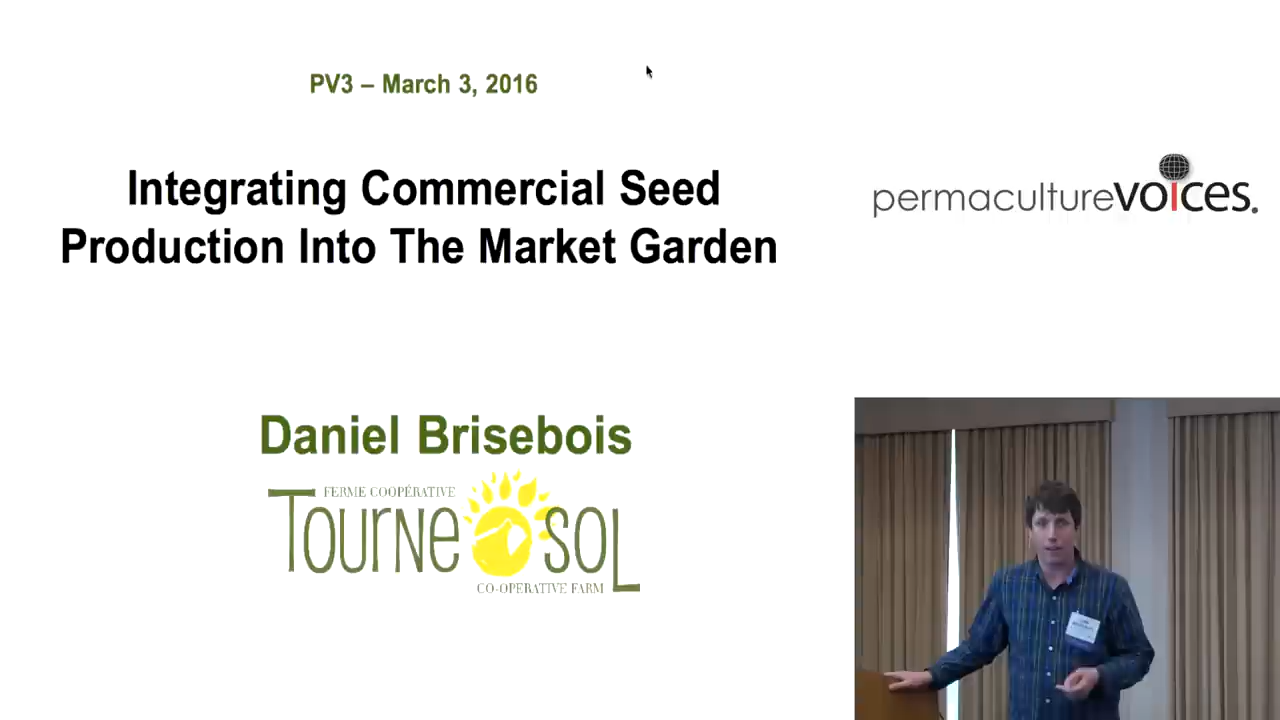 PV3 – March 3, 2016
Integrating Commercial Seed
Production Into The Market Garden
permacultureVOICES.
Daniel Brisebois
FERME COOPÉRATIVE
TOURNE SOL
CO-OPERATIVE FARM